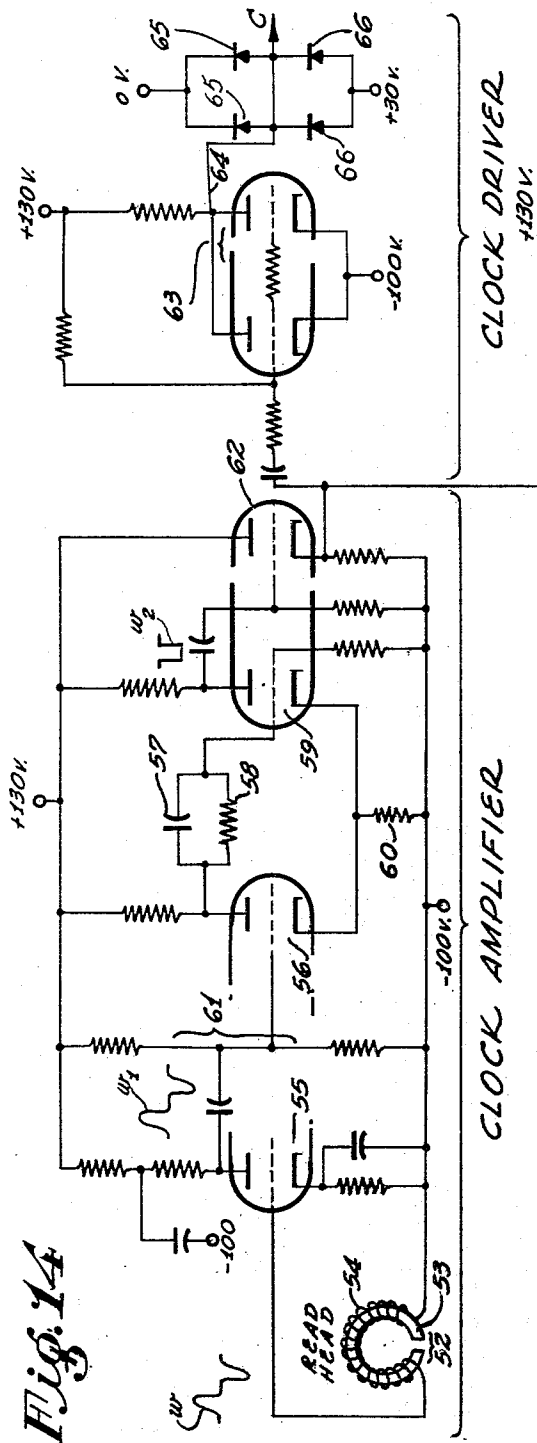 Fig. 14
w
READ
HEAD
54
53
52
-100
w1
55
61
56
+130V.
57
58
59
60
w2
62
-100V.
CLOCK AMPLIFIER
63
64
+130V.
-100V.
0 V.
65
65
C
66
66
+30V.
CLOCK DRIVER
+130V.